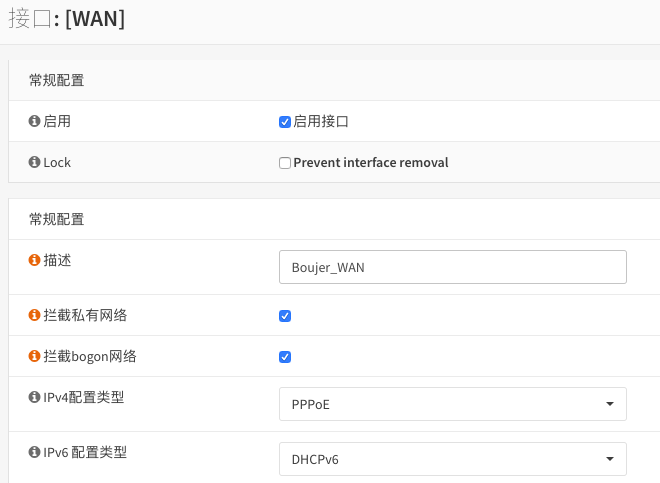 接口: [WAN]
常规配置
启用 启用接口
Lock Prevent interface removal
常规配置
描述 Boujer_WAN
拦截私有网络
拦截bogon网络
IPv4配置类型 PPPoE
IPv6 配置类型 DHCPv6